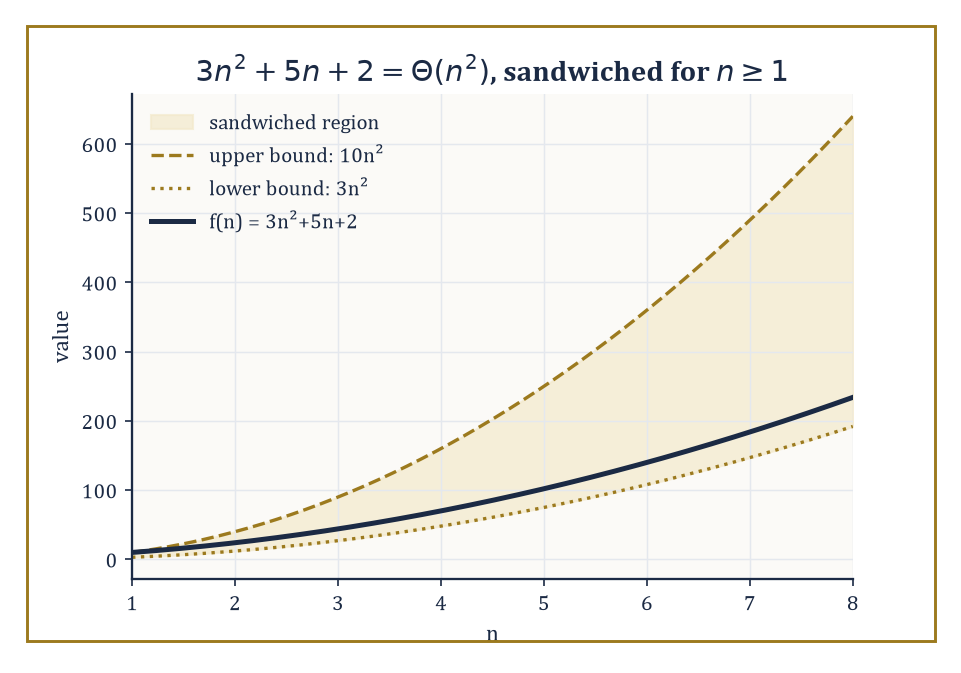 3n² + 5n + 2 = Θ(n²), sandwiched for n ≥ 1
sandwiched region
upper bound: 10n²
lower bound: 3n²
f(n) = 3n²+5n+2
600
500
400
300
200
100
0
value
1 2 3 4 5 6 7 8
n